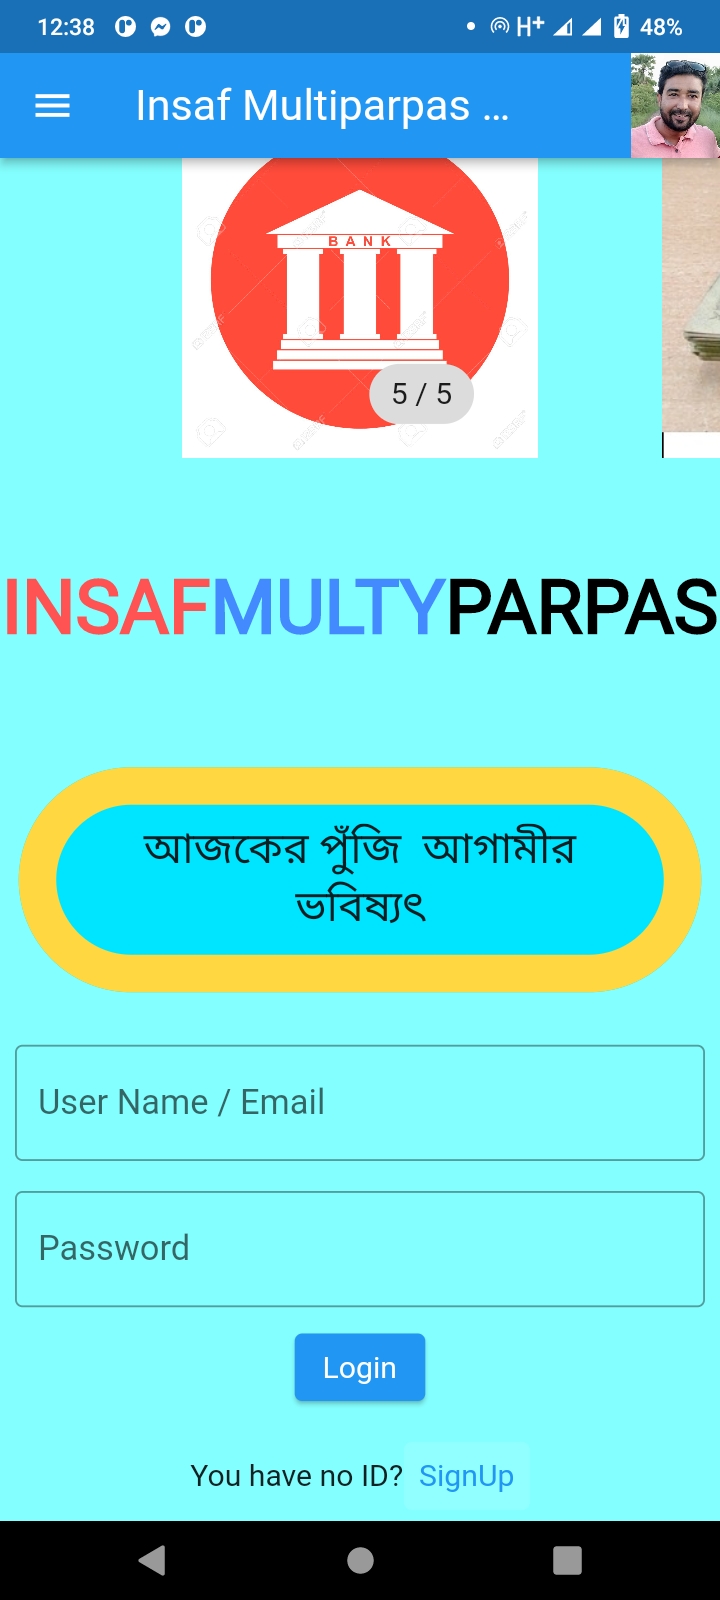 12:38
H+
48%
Insaf Multiparpas ...
BANK
5 / 5
INSAFMULTYPARPAS
আজকের পুঁজি আগামীর
ভবিষ্যৎ
User Name / Email
Password
Login
You have no ID? SignUp